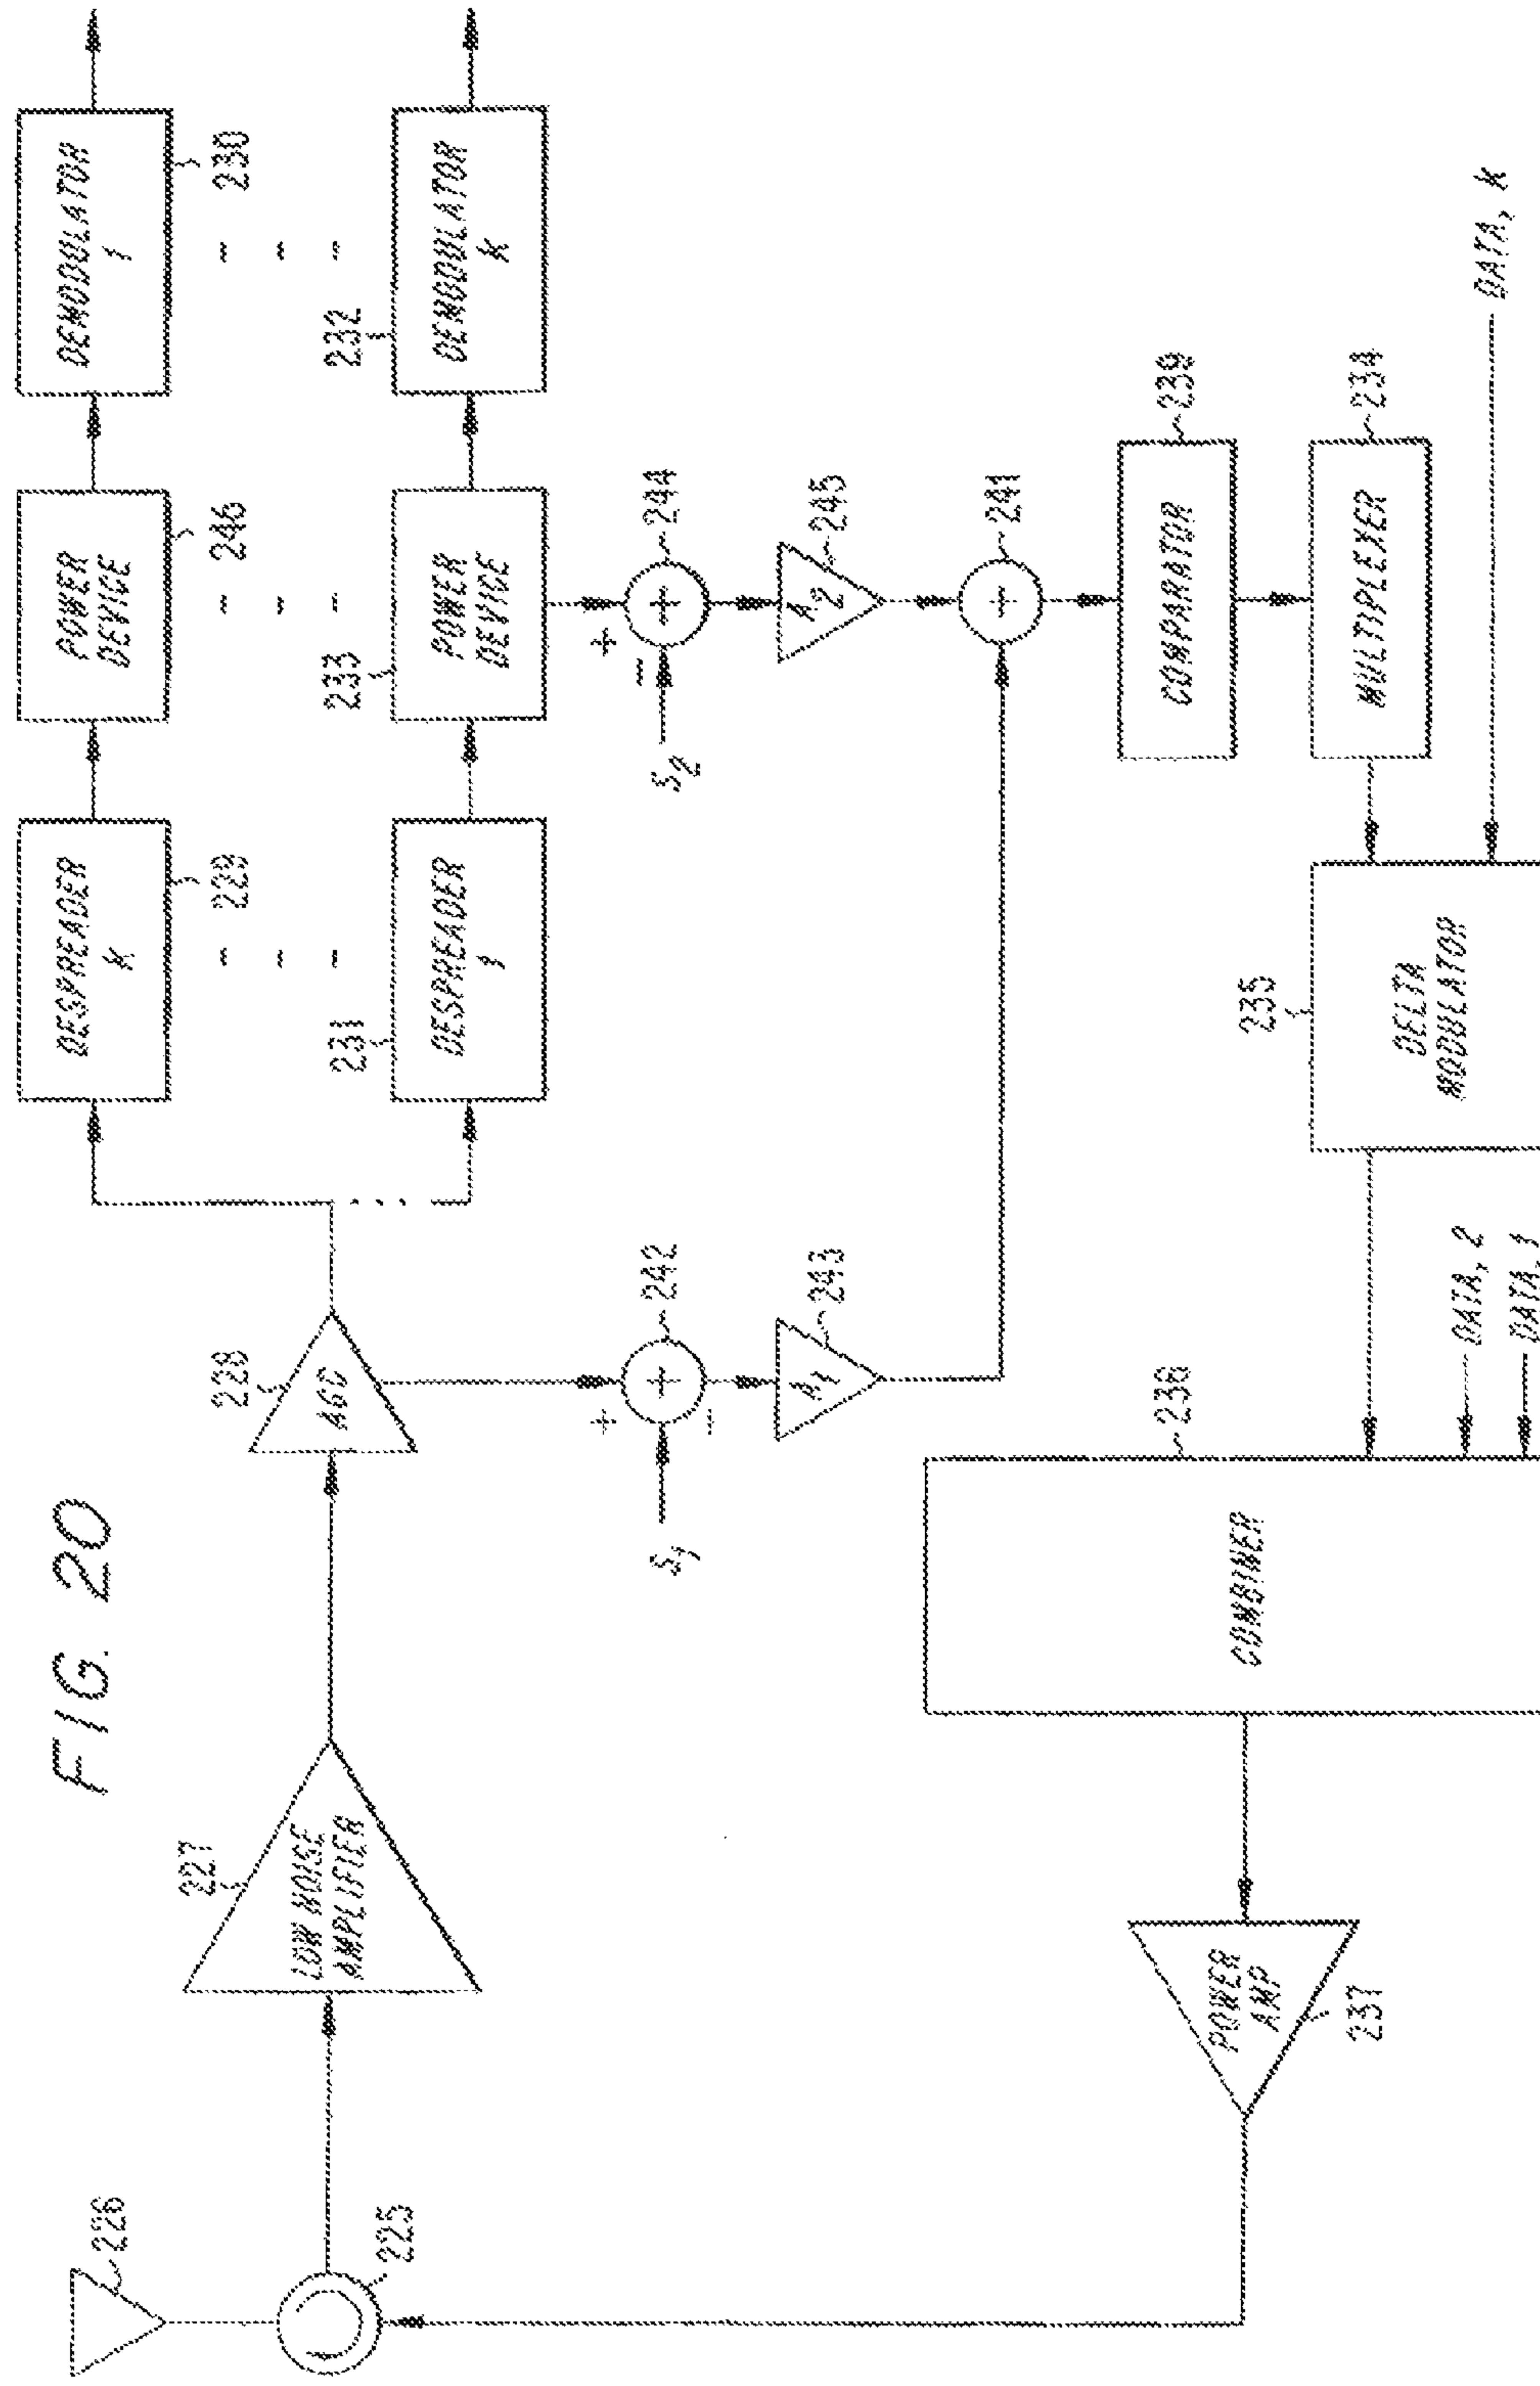 FIG. 20
226
225
227
LOW NOISE
AMPLIFIER
228
AGC
DESPREADER
K
229
231
DESPREADER
1
POWER
DEVICE
246
233
POWER
DEVICE
DEMODULATOR
1
230
232
DEMODULATOR
K
S1
+
-
+
242
A1
243
S2
-
+
+
244
A2
245
+
241
COMPARATOR
239
MULTIPLEXER
234
DATA, K
235
DELTA
MODULATOR
DATA, 2
DATA, 1
236
COMBINER
POWER
AMP
237